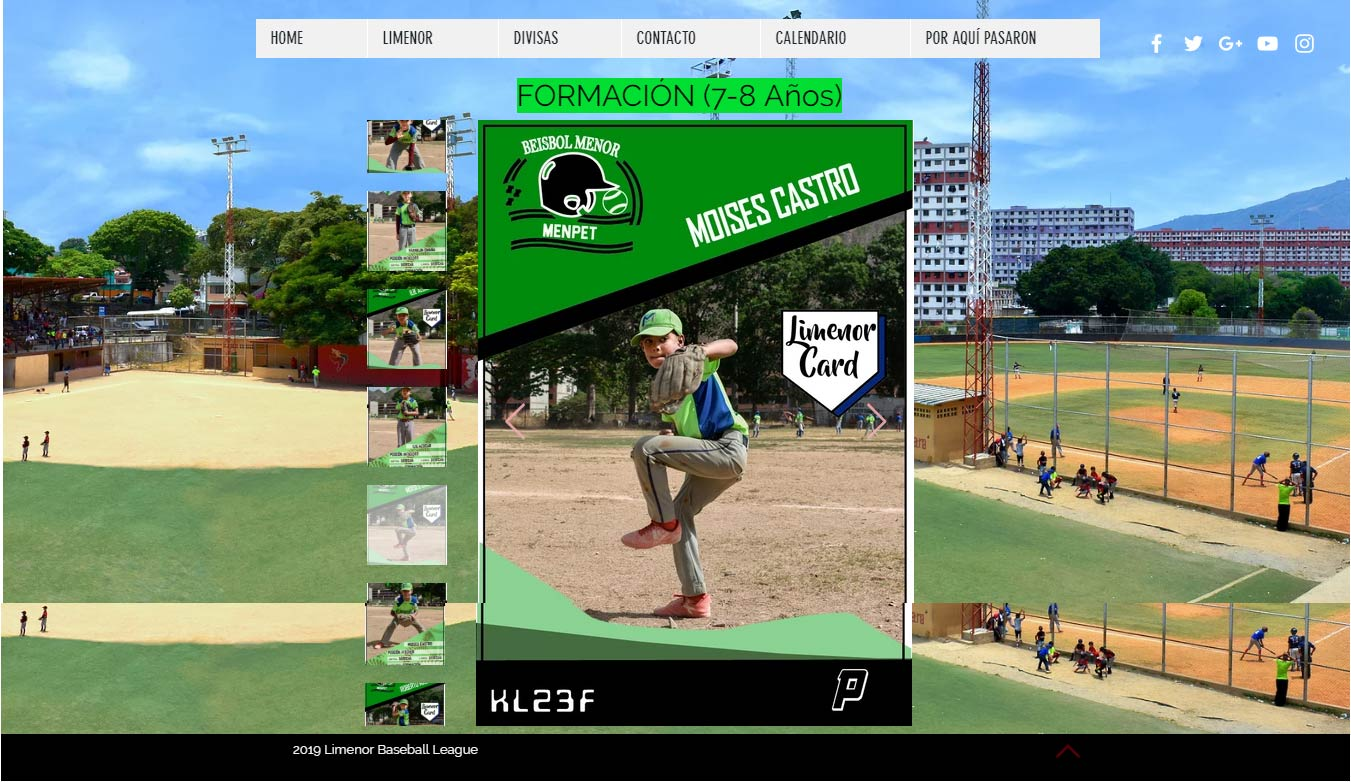 HOME
LIMENOR
DIVISAS
CONTACTO
CALENDARIO
POR AQUÍ PASARON
FORMACIÓN (7-8 Años)
BEISBOL MENOR
MENPET
MOISES CASTRO
Limenor
Card
KL23F
P
2019 Limenor Baseball League